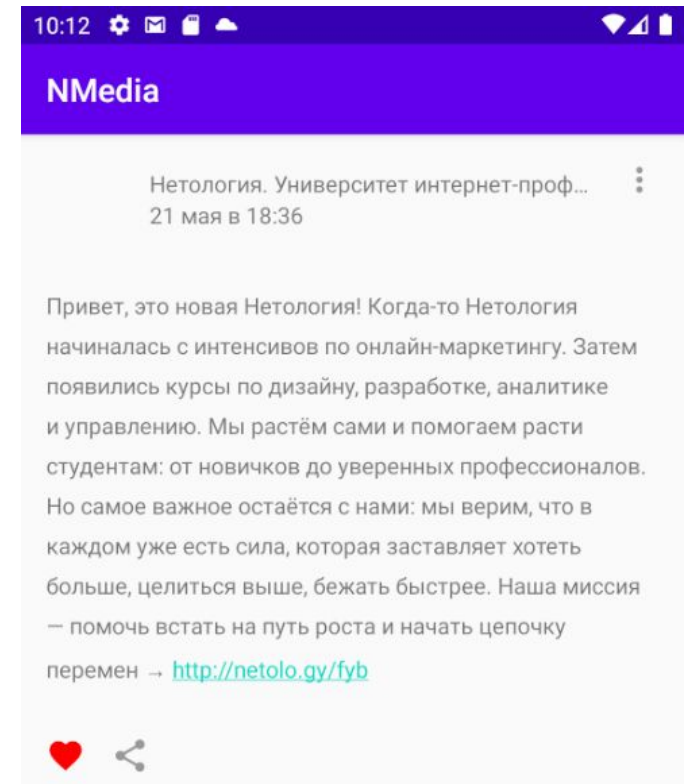 10:12
NMedia
Нетология. Университет интернет-проф...
21 мая в 18:36
Привет, это новая Нетология! Когда-то Нетология
начиналась с интенсивов по онлайн-маркетингу. Затем
появились курсы по дизайну, разработке, аналитике
и управлению. Мы растём сами и помогаем расти
студентам: от новичков до уверенных профессионалов.
Но самое важное остаётся с нами: мы верим, что в
каждом уже есть сила, которая заставляет хотеть
больше, целиться выше, бежать быстрее. Наша миссия
— помочь встать на путь роста и начать цепочку
перемен → http://netolo.gy/fyb